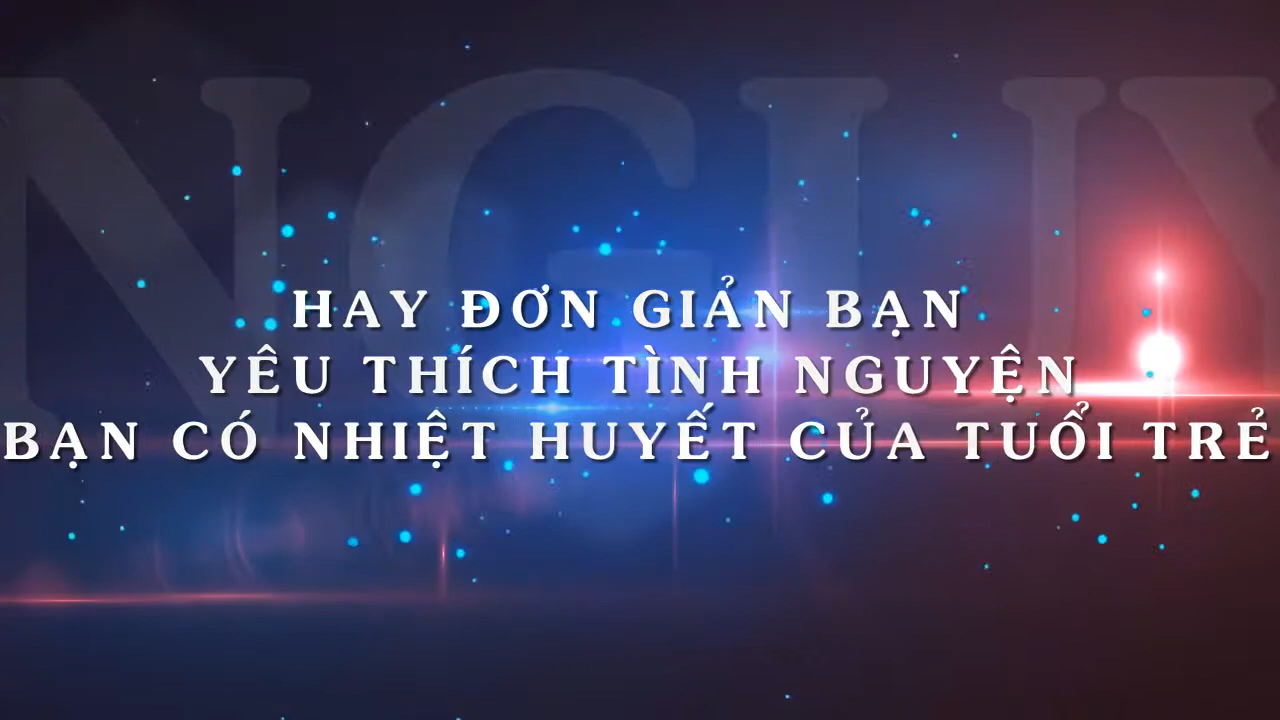 HAY ĐƠN GIẢN BẠN
YÊU THÍCH TÌNH NGUYỆN
BẠN CÓ NHIỆT HUYẾT CỦA TUỔI TRẺ